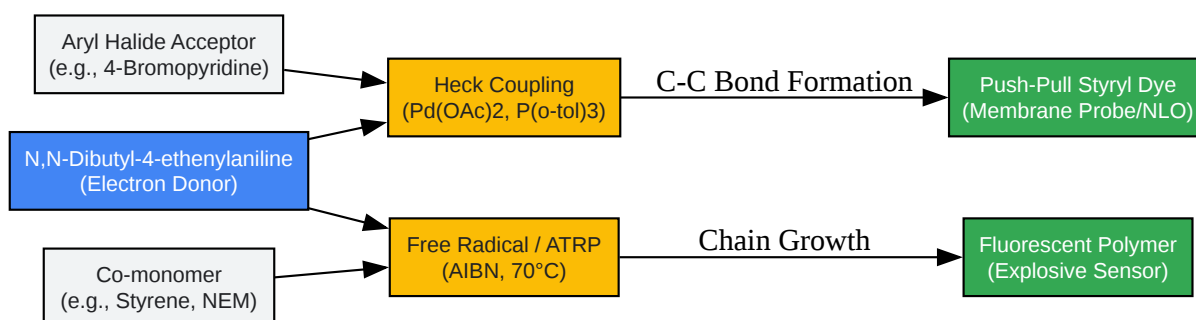 Aryl Halide Acceptor
(e.g., 4-Bromopyridine)
N,N-Dibutyl-4-ethenylaniline
(Electron Donor)
Co-monomer
(e.g., Styrene, NEM)
Heck Coupling
(Pd(OAc)2, P(o-tol)3)
Free Radical / ATRP
(AIBN, 70°C)
C-C Bond Formation
Chain Growth
Push-Pull Styryl Dye
(Membrane Probe/NLO)
Fluorescent Polymer
(Explosive Sensor)